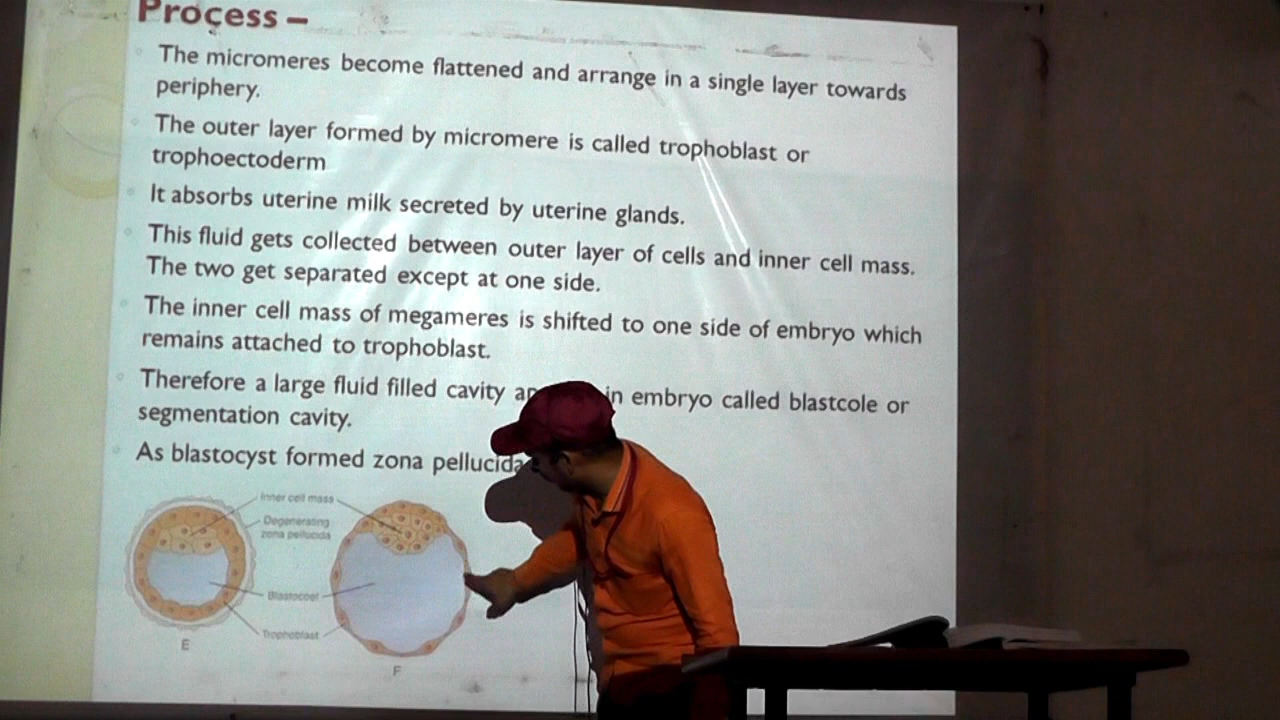 Process –
The micromeres become flattened and arrange in a single layer towards
periphery.
The outer layer formed by micromere is called trophoblast or
trophoectoderm
It absorbs uterine milk secreted by uterine glands.
This fluid gets collected between outer layer of cells and inner cell mass.
The two get separated except at one side.
The inner cell mass of megameres is shifted to one side of embryo which
remains attached to trophoblast.
Therefore a large fluid filled cavity in embryo called blastcole or
segmentation cavity.
As blastocyst formed zona pellucida
Inner cell mass
Degenerating
zona pellucida
Blastocoel
Trophoblast
E
F